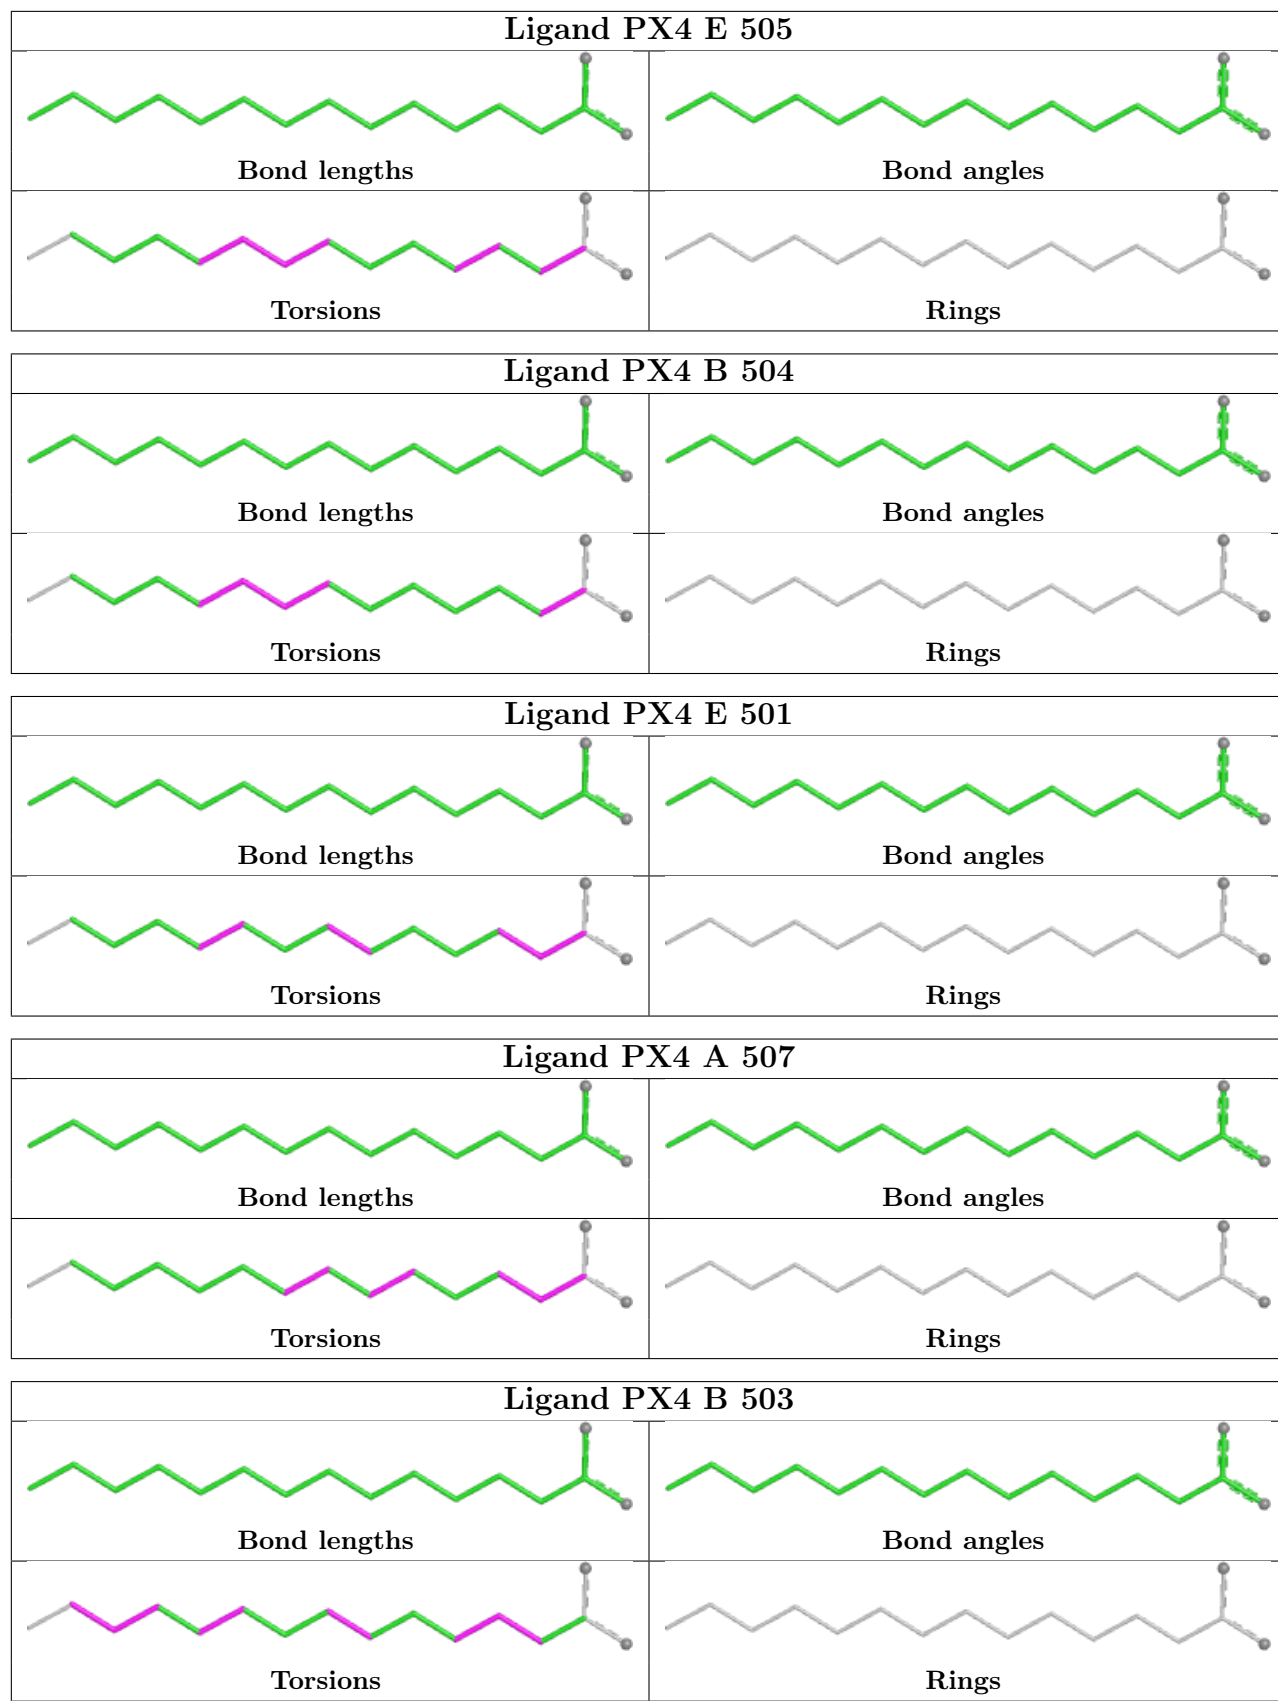 Ligand PX4 E 505
Bond lengths
Bond angles
Torsions
Rings
Ligand PX4 B 504
Bond lengths
Bond angles
Torsions
Rings
Ligand PX4 E 501
Bond lengths
Bond angles
Torsions
Rings
Ligand PX4 A 507
Bond lengths
Bond angles
Torsions
Rings
Ligand PX4 B 503
Bond lengths
Bond angles
Torsions
Rings